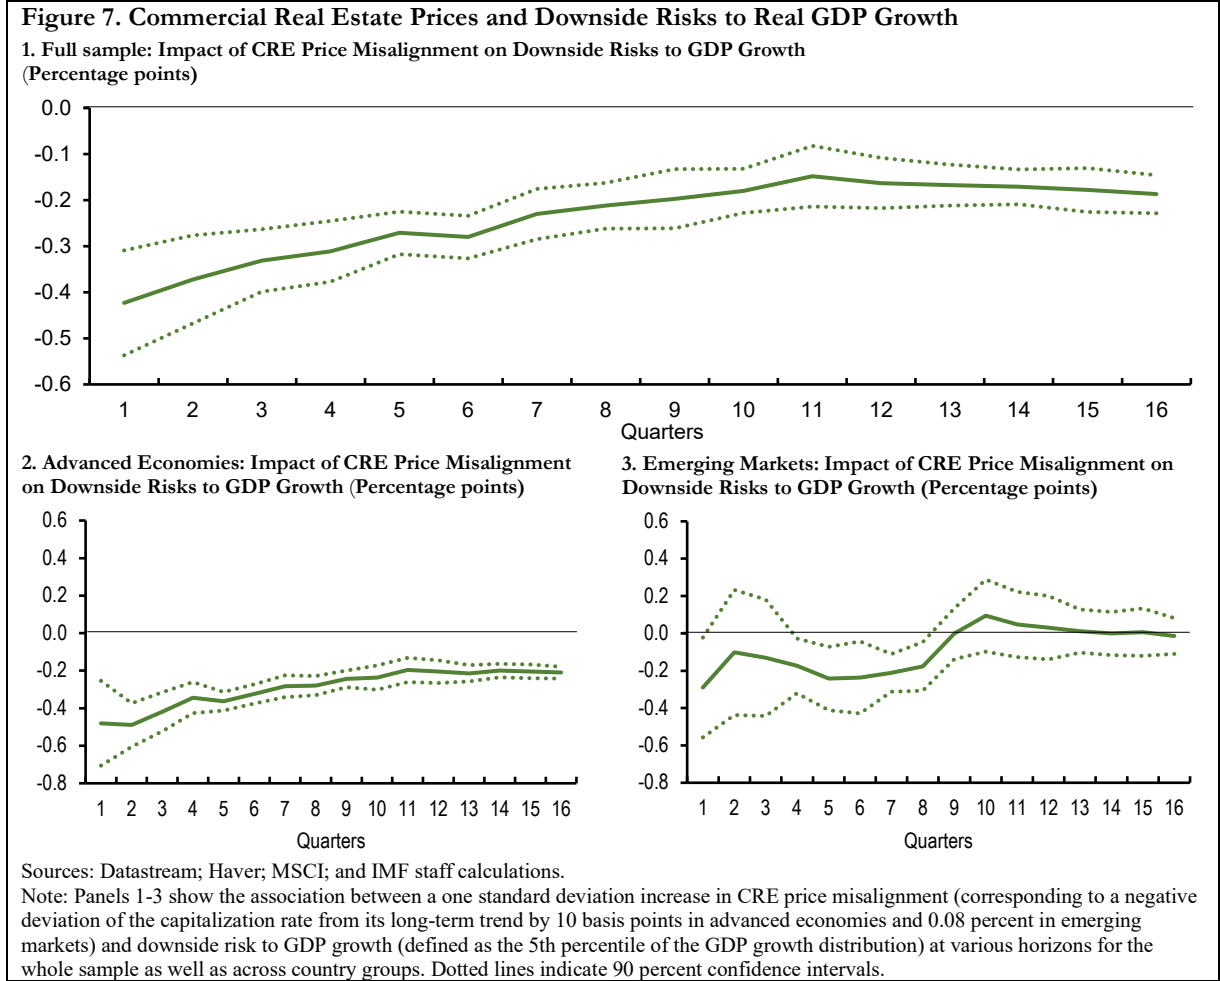 Figure 7. Commercial Real Estate Prices and Downside Risks to Real GDP Growth
1. Full sample: Impact of CRE Price Misalignment on Downside Risks to GDP Growth
(Percentage points)
0.0
-0.1
-0.2
-0.3
-0.4
-0.5
-0.6
1 2 3 4 5 6 7 8 9 10 11 12 13 14 15 16
Quarters
2. Advanced Economies: Impact of CRE Price Misalignment
on Downside Risks to GDP Growth (Percentage points)
0.6
0.4
0.2
0.0
-0.2
-0.4
-0.6
-0.8
1 2 3 4 5 6 7 8 9 10 11 12 13 14 15 16
Quarters
3. Emerging Markets: Impact of CRE Price Misalignment on
Downside Risks to GDP Growth (Percentage points)
0.6
0.4
0.2
0.0
-0.2
-0.4
-0.6
-0.8
1 2 3 4 5 6 7 8 9 10 11 12 13 14 15 16
Quarters
Sources: Datastream; Haver; MSCI; and IMF staff calculations.
Note: Panels 1-3 show the association between a one standard deviation increase in CRE price misalignment (corresponding to a negative
deviation of the capitalization rate from its long-term trend by 10 basis points in advanced economies and 0.08 percent in emerging
markets) and downside risk to GDP growth (defined as the 5th percentile of the GDP growth distribution) at various horizons for the
whole sample as well as across country groups. Dotted lines indicate 90 percent confidence intervals.